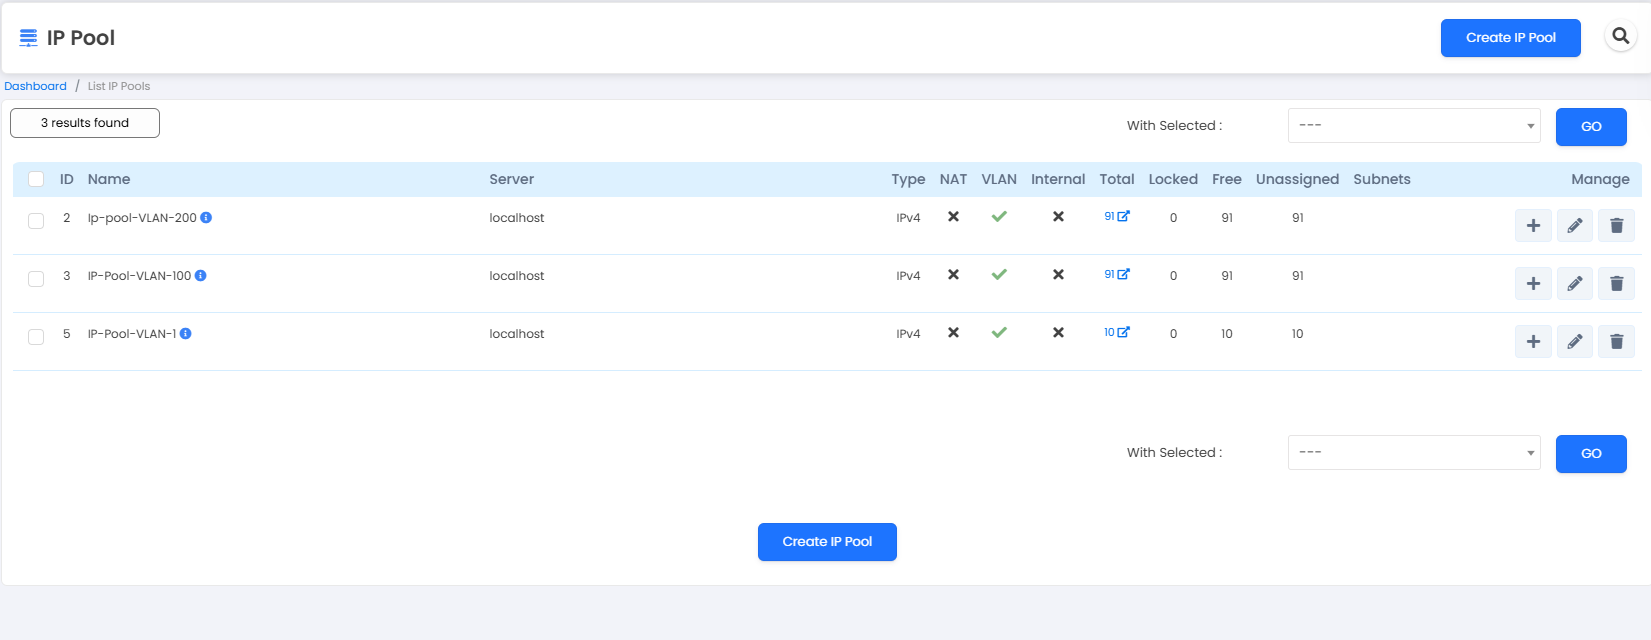 IP Pool
Create IP Pool
Dashboard / List IP Pools
3 results found
With Selected :
---
GO
ID Name Server Type NAT VLAN Internal Total Locked Free Unassigned Subnets Manage
2 Ip-pool-VLAN-200 localhost IPv4 91 0 91 91
3 IP-Pool-VLAN-100 localhost IPv4 91 0 91 91
5 IP-Pool-VLAN-1 localhost IPv4 10 0 10 10
With Selected :
---
GO
Create IP Pool